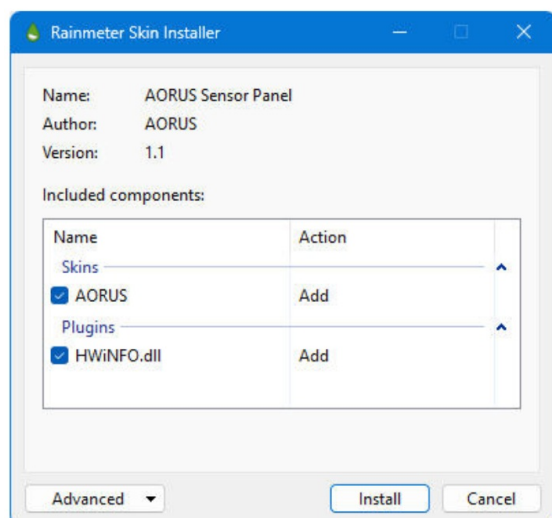 Rainmeter Skin Installer
Name: AORUS Sensor Panel
Author: AORUS
Version: 1.1
Included components:
Name Action
Skins
AORUS Add
Plugins
HWiNFO.dll Add
Advanced Install Cancel